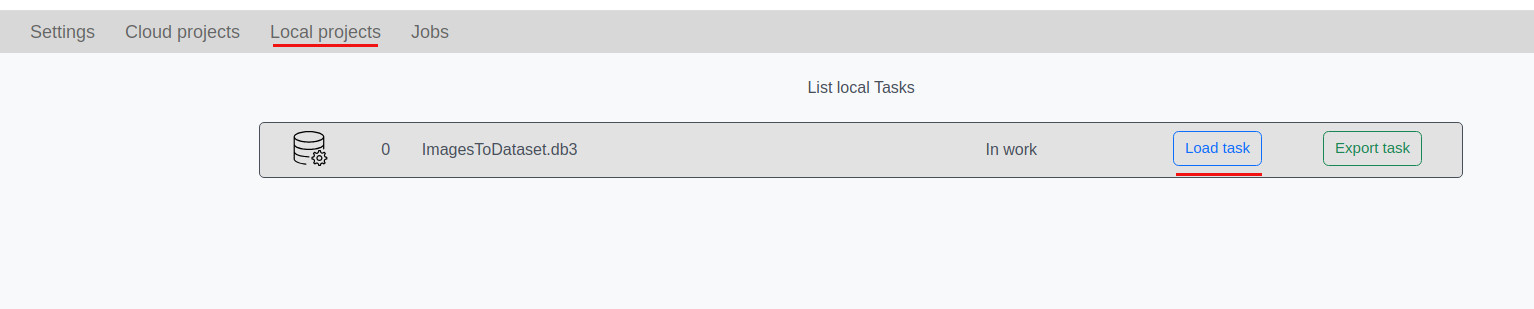 Settings Cloud projects Local projects Jobs
List local Tasks
0 ImagesToDataset.db3 In work Load task Export task